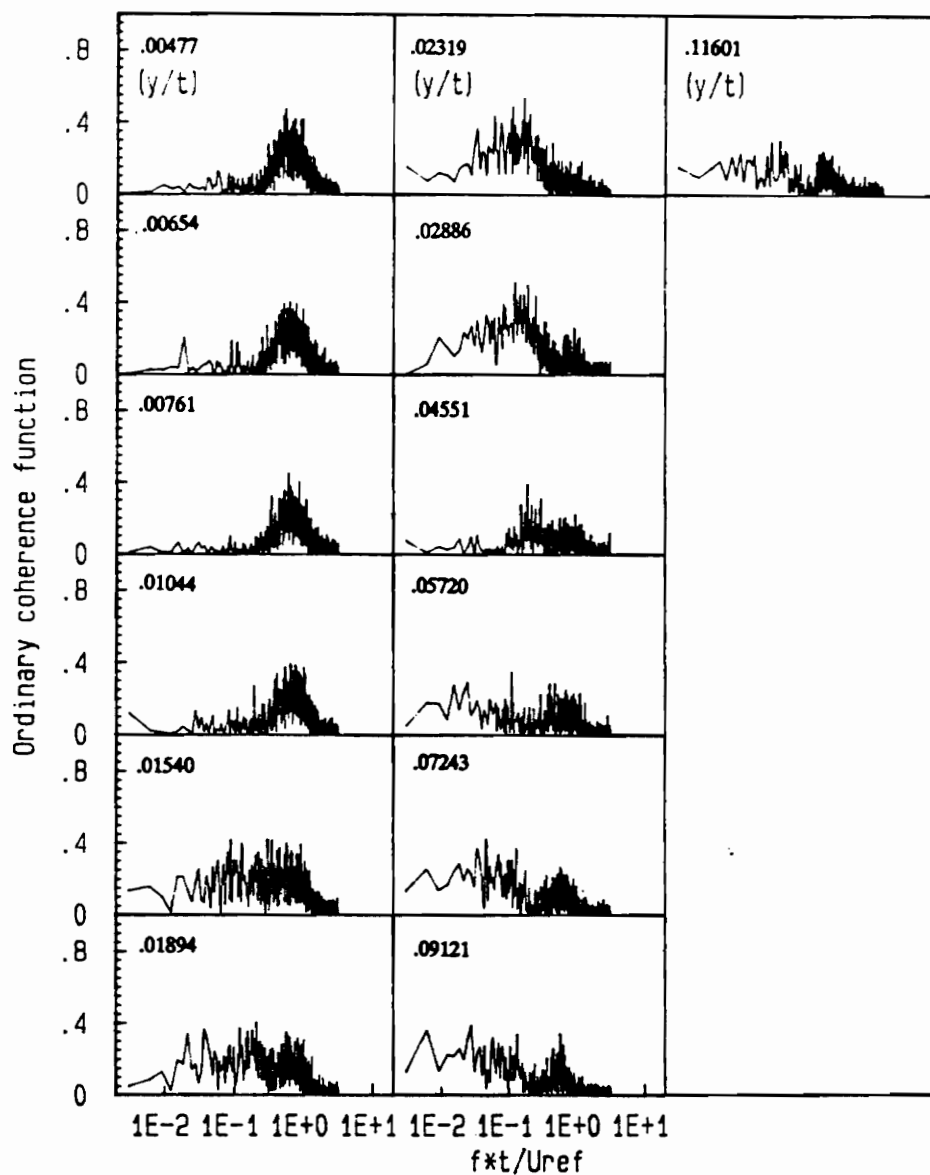 Ordinary coherence function
.8 .00477 .02319 .11601
(y/t) (y/t) (y/t)
.4
0
.8 .00654 .02886
.4
0
.8 .00761 .04551
.4
0
.8 .01044 .05720
.4
0
.8 .01540 .07243
.4
0
.8 .01894 .09121
.4
0
1E-2 1E-1 1E+0 1E+1 1E-2 1E-1 1E+0 1E+1
f*t/Uref